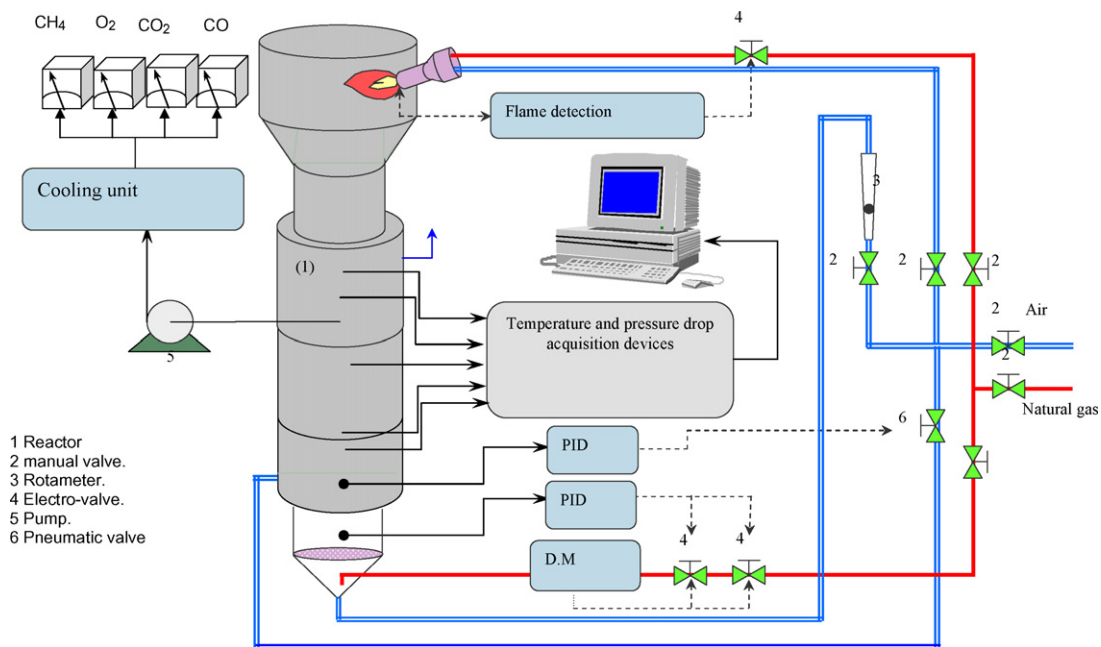 CH4 O2 CO2 CO
4
Flame detection
Cooling unit
3
(1)
2 2 2
2 Air
Temperature and pressure drop
acquisition devices
5
2
Natural gas
6
PID
1 Reactor
2 manual valve.
3 Rotameter.
4 Electro-valve.
5 Pump.
6 Pneumatic valve
PID
4 4
D.M